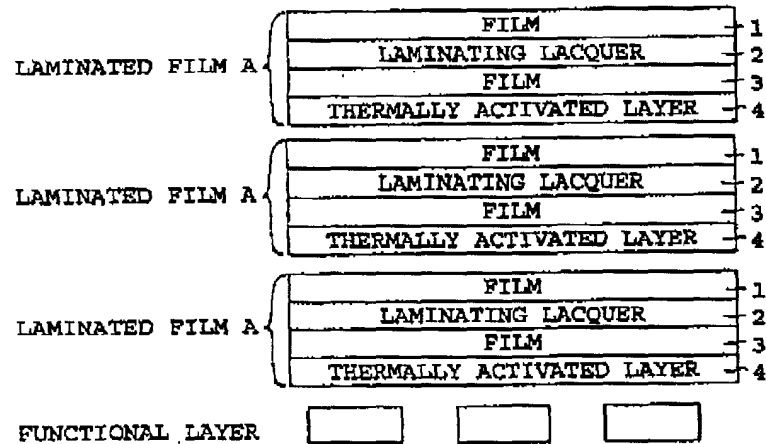 FILM 1
LAMINATING LACQUER 2
LAMINATED FILM A
FILM 3
THERMALLY ACTIVATED LAYER 4
FILM 1
LAMINATING LACQUER 2
LAMINATED FILM A
FILM 3
THERMALLY ACTIVATED LAYER 4
FILM 1
LAMINATING LACQUER 2
LAMINATED FILM A
FILM 3
THERMALLY ACTIVATED LAYER 4
FUNCTIONAL LAYER